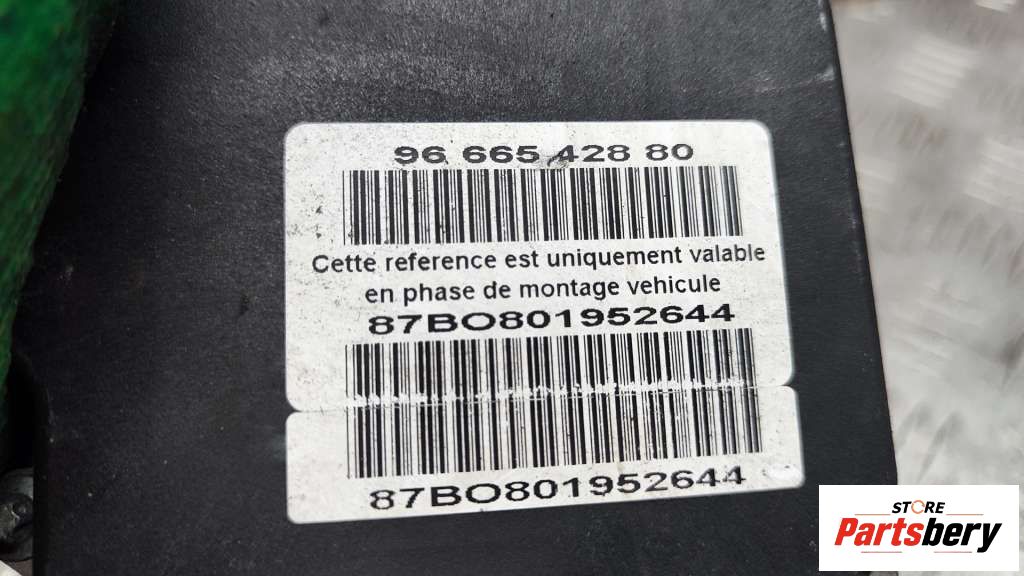 96 665 428 80
Cette reference est uniquement valable
en phase de montage vehicule
87BO801952644
87BO801952644
STORE
Partsbery